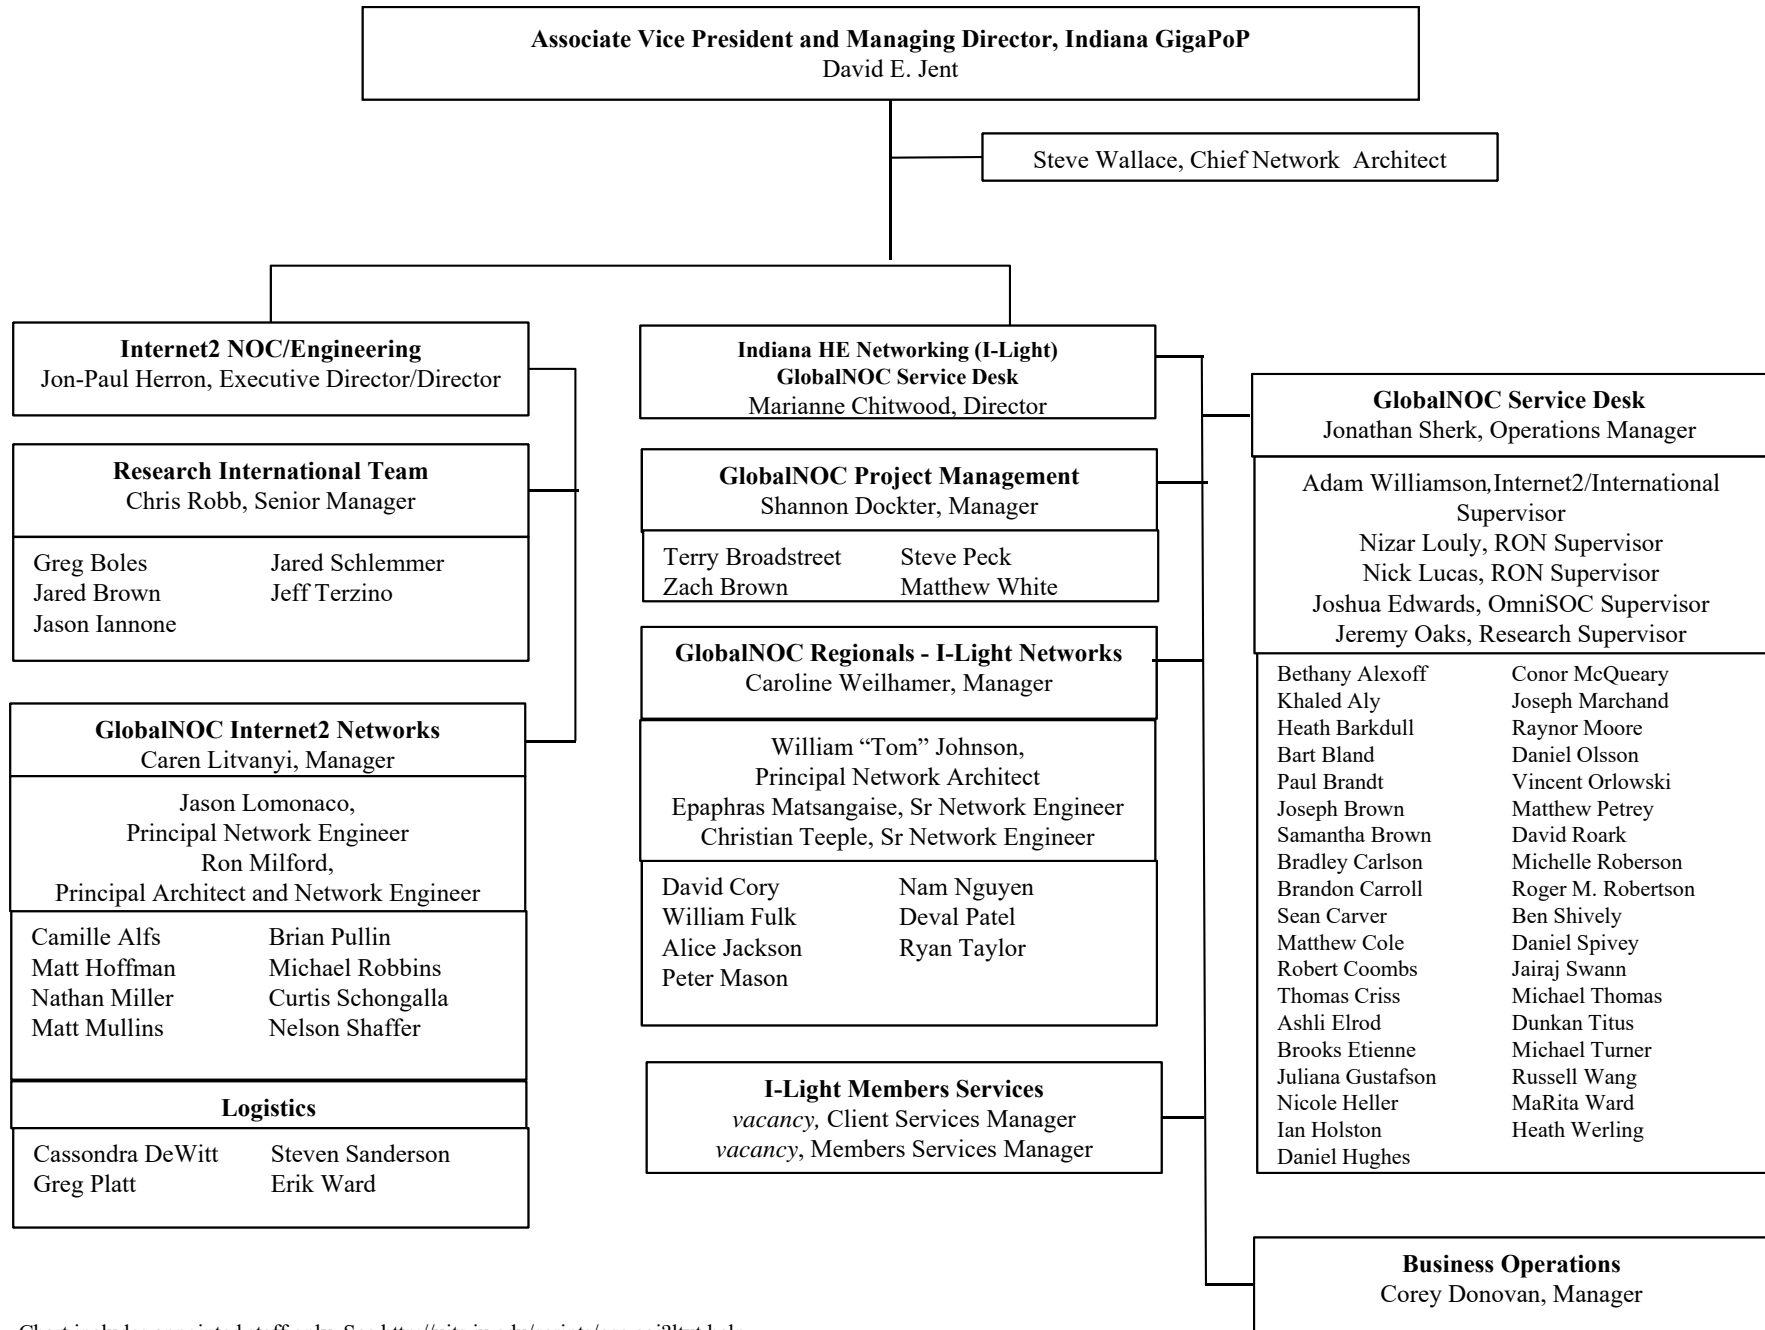 Associate Vice President and Managing Director, Indiana GigaPoP
David E. Jent
Steve Wallace, Chief Network Architect
Internet2 NOC/Engineering
Jon-Paul Herron, Executive Director/Director
Research International Team
Chris Robb, Senior Manager
Greg Boles
Jared Brown
Jason Iannone
Jared Schlemmer
Jeff Terzino
GlobalNOC Internet2 Networks
Caren Litvanyi, Manager
Jason Lomonaco,
Principal Network Engineer
Ron Milford,
Principal Architect and Network Engineer
Camille Alfs
Matt Hoffman
Nathan Miller
Matt Mullins
Brian Pullin
Michael Robbins
Curtis Schongalla
Nelson Shaffer
Logistics
Cassondra DeWitt
Greg Platt
Steven Sanderson
Erik Ward
Indiana HE Networking (I-Light)
GlobalNOC Service Desk
Marianne Chitwood, Director
GlobalNOC Project Management
Shannon Dockter, Manager
Terry Broadstreet
Zach Brown
Steve Peck
Matthew White
GlobalNOC Regionals - I-Light Networks
Caroline Weilhamer, Manager
William “Tom” Johnson,
Principal Network Architect
Epaphras Matsangaise, Sr Network Engineer
Christian Teeple, Sr Network Engineer
David Cory
William Fulk
Alice Jackson
Peter Mason
Nam Nguyen
Deval Patel
Ryan Taylor
I-Light Members Services
vacancy, Client Services Manager
vacancy, Members Services Manager
GlobalNOC Service Desk
Jonathan Sherk, Operations Manager
Adam Williamson,Internet2/International
Supervisor
Nizar Louly, RON Supervisor
Nick Lucas, RON Supervisor
Joshua Edwards, OmniSOC Supervisor
Jeremy Oaks, Research Supervisor
Bethany Alexoff
Khaled Aly
Heath Barkdull
Bart Bland
Paul Brandt
Joseph Brown
Samantha Brown
Bradley Carlson
Brandon Carroll
Sean Carver
Matthew Cole
Robert Coombs
Thomas Criss
Ashli Elrod
Brooks Etienne
Juliana Gustafson
Nicole Heller
Ian Holston
Daniel Hughes
Conor McQueary
Joseph Marchand
Raynor Moore
Daniel Olsson
Vincent Orlowski
Matthew Petrey
David Roark
Michelle Roberson
Roger M. Robertson
Ben Shively
Daniel Spivey
Jairaj Swann
Michael Thomas
Dunkan Titus
Michael Turner
Russell Wang
MaRita Ward
Heath Werling
Business Operations
Corey Donovan, Manager